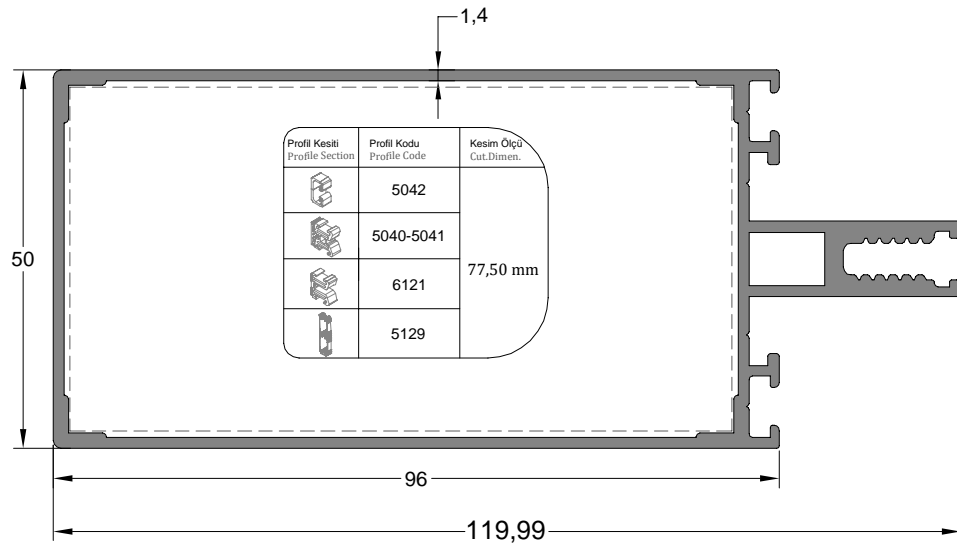 1,4
Profil Kesiti
Profile Section
Profil Kodu
Profile Code
Kesim Ölçü
Cut.Dimen.
5042
5040-5041
6121
5129
77,50 mm
50
96
119,99